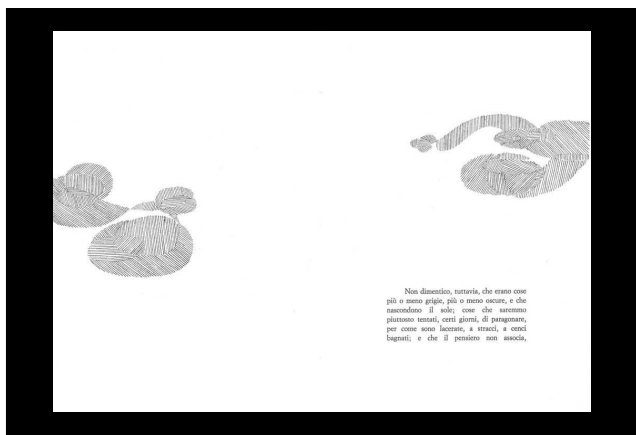 Non dimentico, tuttavia, che erano cose
più o meno grigie, più o meno oscure, e che
nascondono il sole; cose che saremmo
piuttosto tentati, certi giorni, di paragonare,
per come sono lacerate, a stracci, a cenci
bagnati; e che il pensiero non associa,